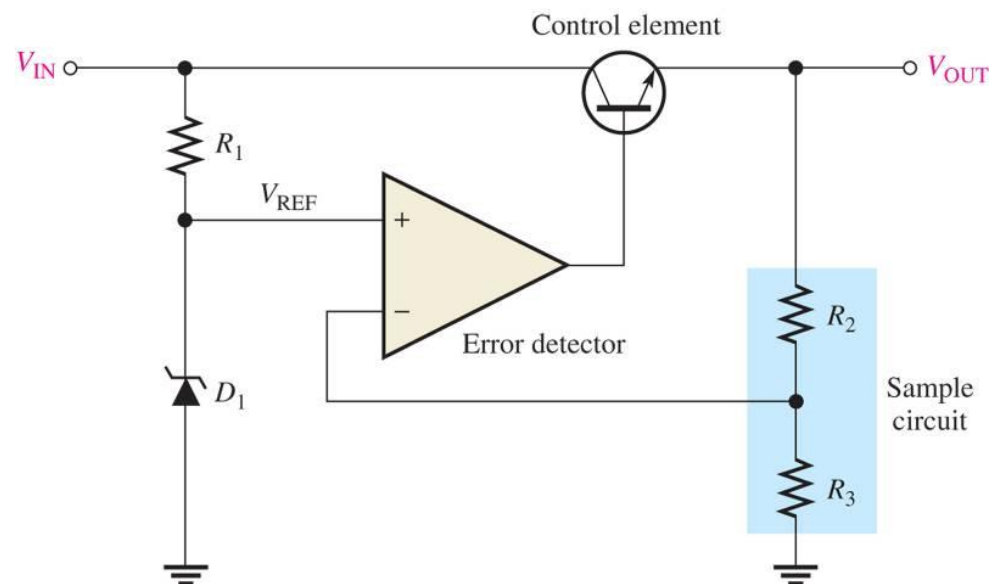 Control element
V_IN
V_OUT
R_1
V_REF
+
−
R_2
Error detector
D_1
Sample
circuit
R_3